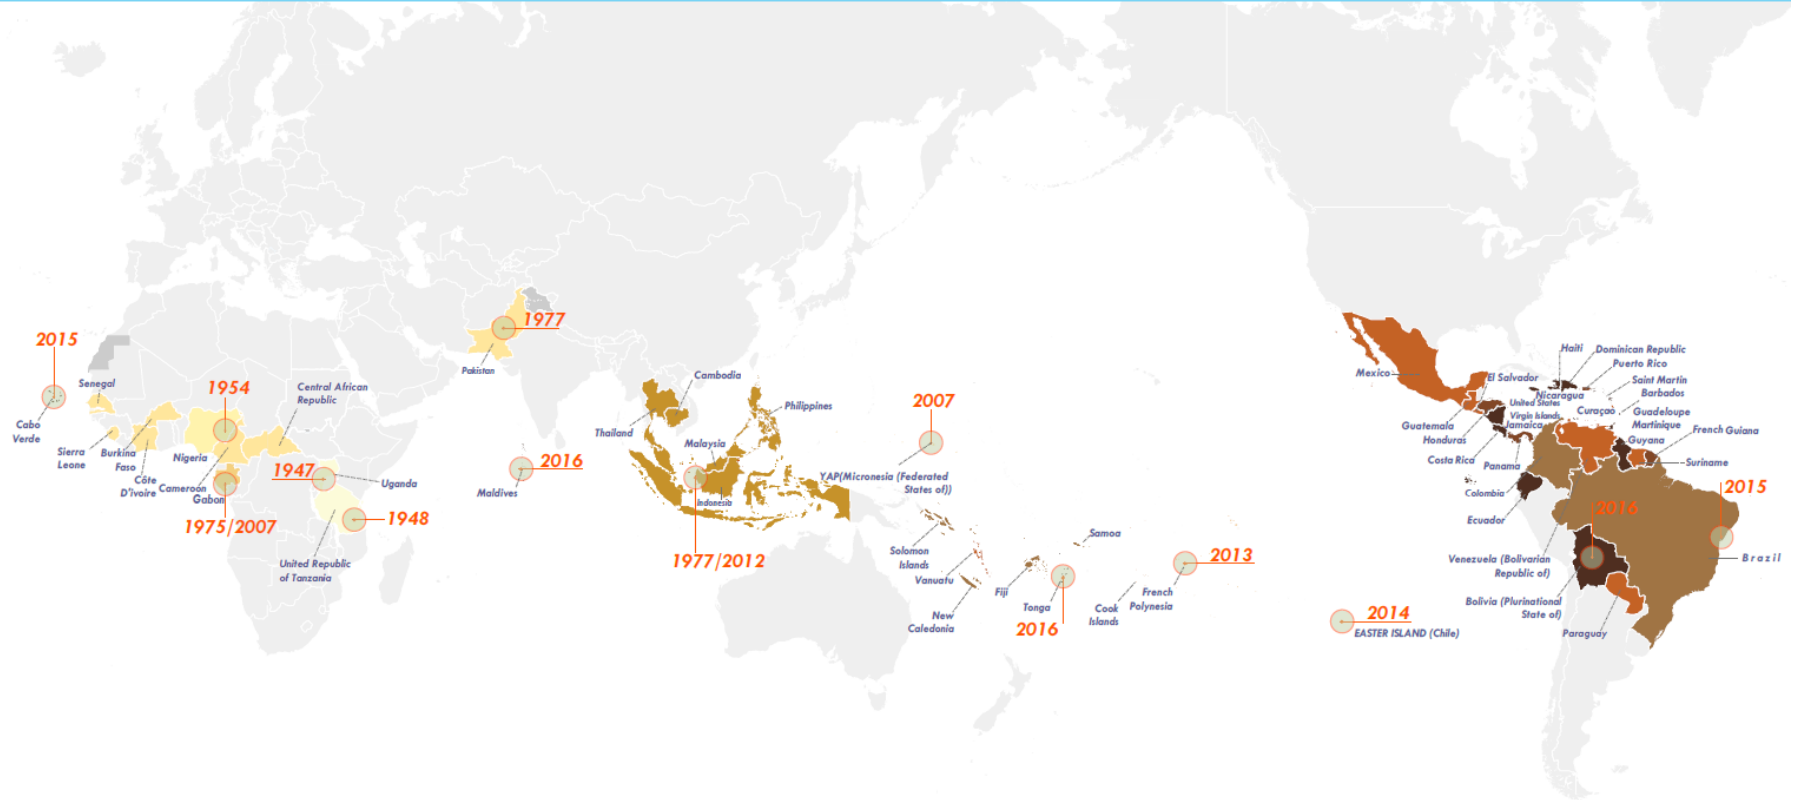 2015
Senegal
Cabo
Verde
Sierra
Leone
Burkina
Faso
Côte
D'ivoire
Cameroon
Nigeria
1954
Central African
Republic
Gabon
1975/2007
1947
Uganda
1948
United Republic
of Tanzania
1977
Pakistan
2016
Maldives
Thailand
Cambodia
Malaysia
Philippines
Indonesia
1977/2012
2007
YAP(Micronesia (Federated
States of))
Solomon
Islands
Vanuatu
New
Caledonia
Fiji
Samoa
Tonga
2016
Cook
Islands
French
Polynesia
2013
2014
EASTER ISLAND (Chile)
Mexico
Guatemala
Honduras
El Salvador
Nicaragua
Costa Rica
Panama
Haiti
Dominican Republic
Puerto Rico
Saint Martin
Barbados
United States
Virgin Islands
Jamaica
Curaçao
Guadeloupe
Martinique
Guyana
French Guiana
Suriname
Colombia
Ecuador
Venezuela (Bolivarian
Republic of)
Bolivia (Plurinational
State of)
Paraguay
2016
2015
Brazil